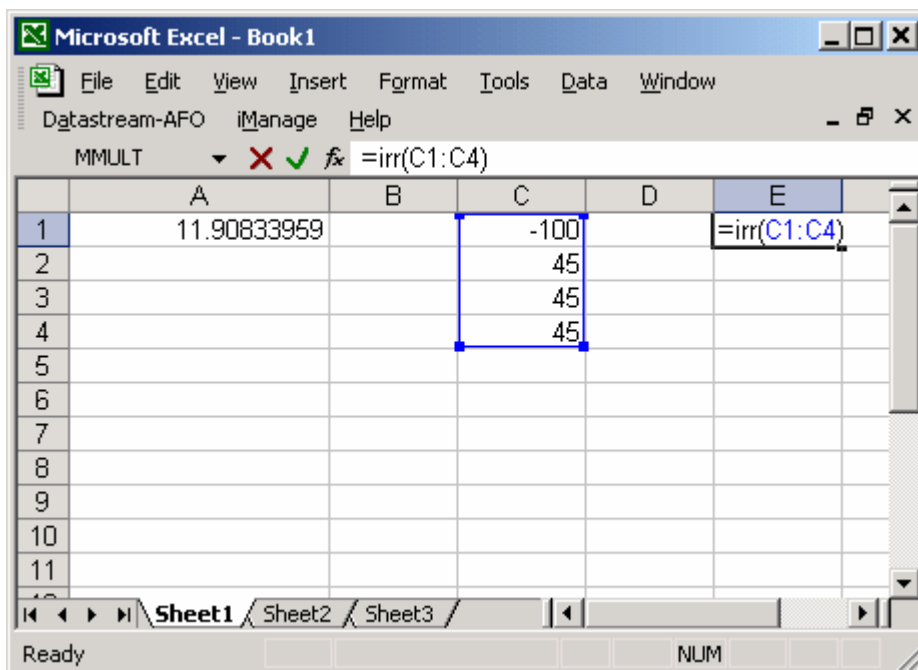 Microsoft Excel - Book1
File Edit View Insert Format Tools Data Window
Datastream-AFO iManage Help
MMULT fx =irr(C1:C4)
A B C D E
1 11.90833959 -100 =irr(C1:C4)
2 45
3 45
4 45
5
6
7
8
9
10
11
Sheet1 Sheet2 Sheet3
Ready NUM